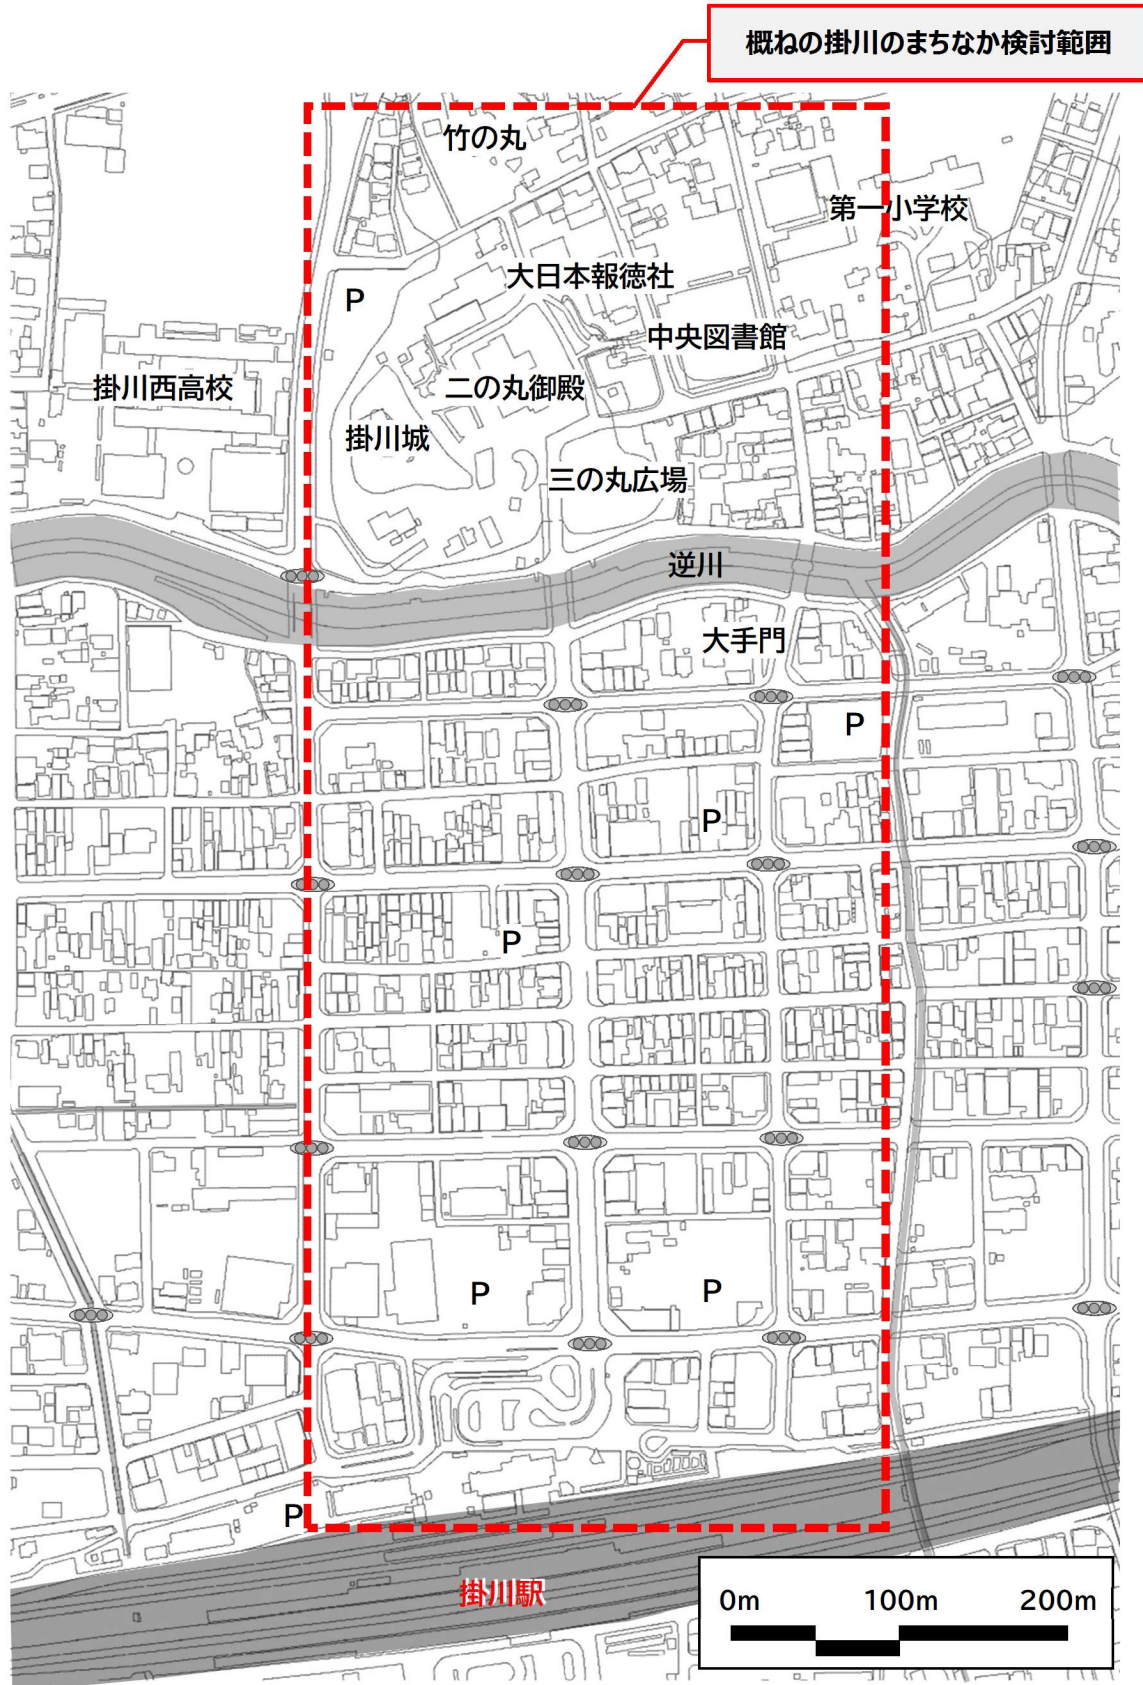 概ねの掛川のまちなか検討範囲
竹の丸
第一小学校
大日本報徳社
P
中央図書館
掛川西高校
二の丸御殿
掛川城
三の丸広場
逆川
大手門
P
P
P
P
P
P
掛川駅
0m 100m 200m